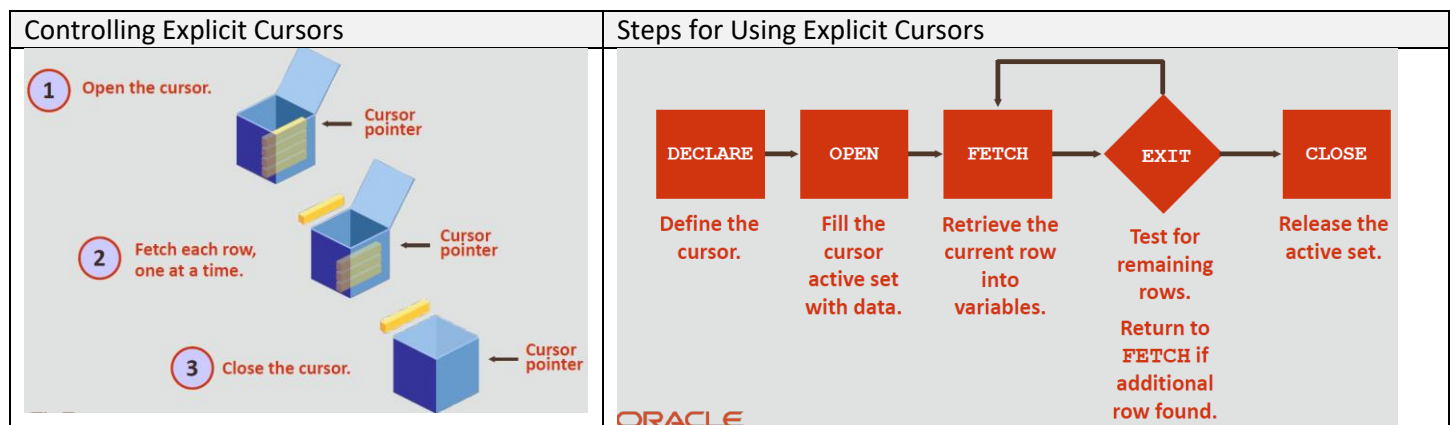 Controlling Explicit Cursors
1 Open the cursor.
Cursor
pointer
2 Fetch each row,
one at a time.
Cursor
pointer
3 Close the cursor.
Cursor
pointer
Steps for Using Explicit Cursors
DECLARE
OPEN
FETCH
EXIT
CLOSE
Define the
cursor.
Fill the
cursor
active set
with data.
Retrieve the
current row
into
variables.
Test for
remaining
rows.
Return to
FETCH if
additional
row found.
Release the
active set.
ORACLE